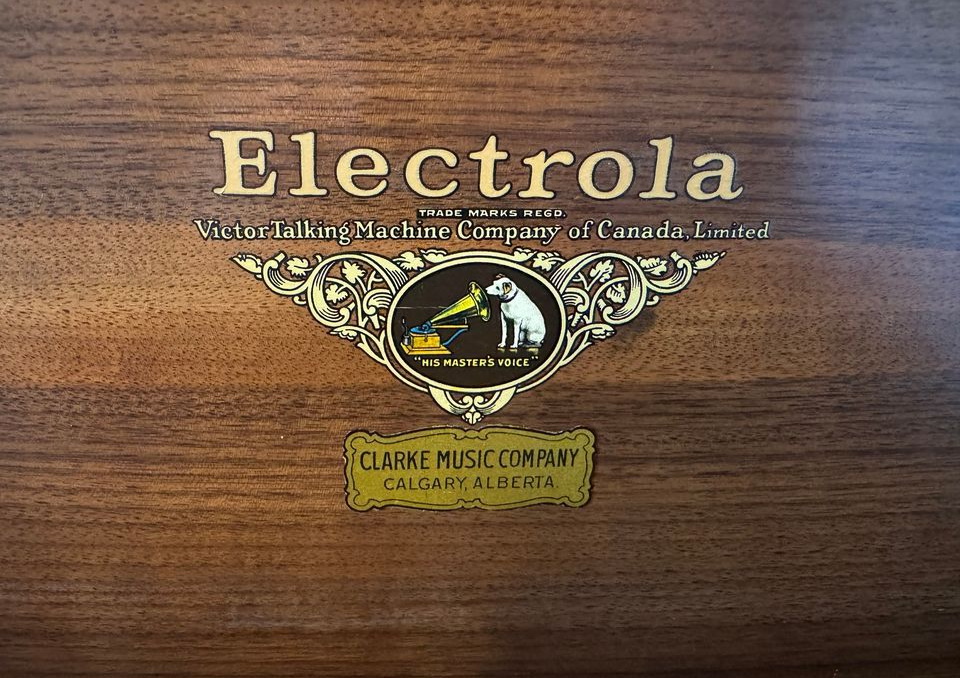 Electrola
TRADE MARKS REGD.
Victor Talking Machine Company of Canada, Limited
"HIS MASTER'S VOICE"
CLARKE MUSIC COMPANY
CALGARY, ALBERTA.